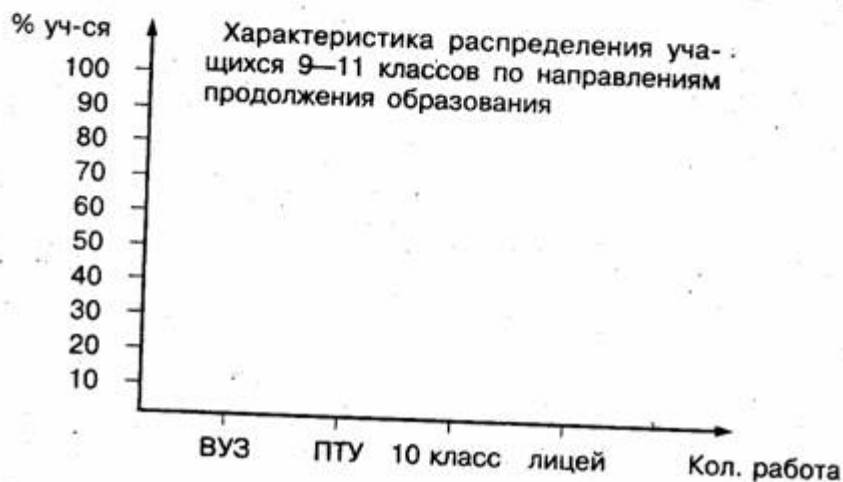 % уч-ся
Характеристика распределения уча-
щихся 9—11 классов по направлениям
продолжения образования
100
90
80
70
60
50
40
30
20
10
ВУЗ ПТУ 10 класс лицей Кол. работа